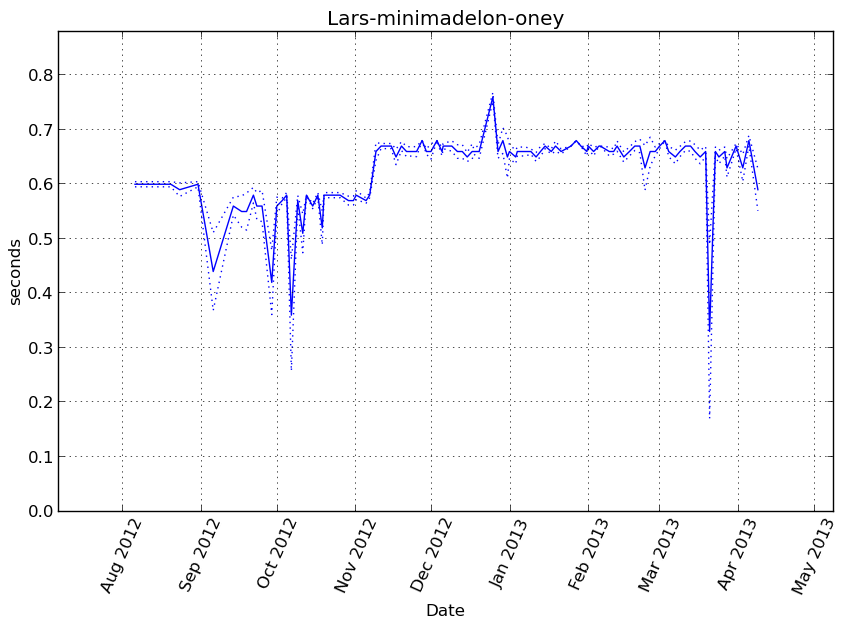 Lars-minimadelon-oney
0.8
0.7
0.6
0.5
0.4
0.3
0.2
0.1
0.0
seconds
Aug 2012
Sep 2012
Oct 2012
Nov 2012
Dec 2012
Jan 2013
Feb 2013
Mar 2013
Apr 2013
May 2013
Date